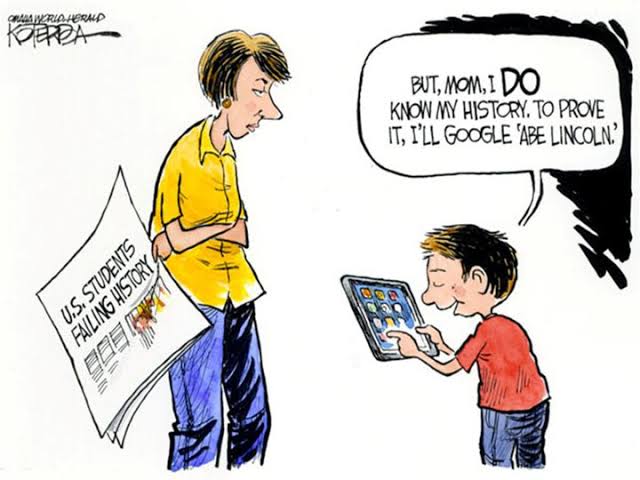 OMAHA WORLD-HERALD
KOTERBA
BUT, MOM, I DO
KNOW MY HISTORY. TO PROVE
IT, I'LL GOOGLE 'ABE LINCOLN.'
U.S. STUDENTS
FAILING HISTORY